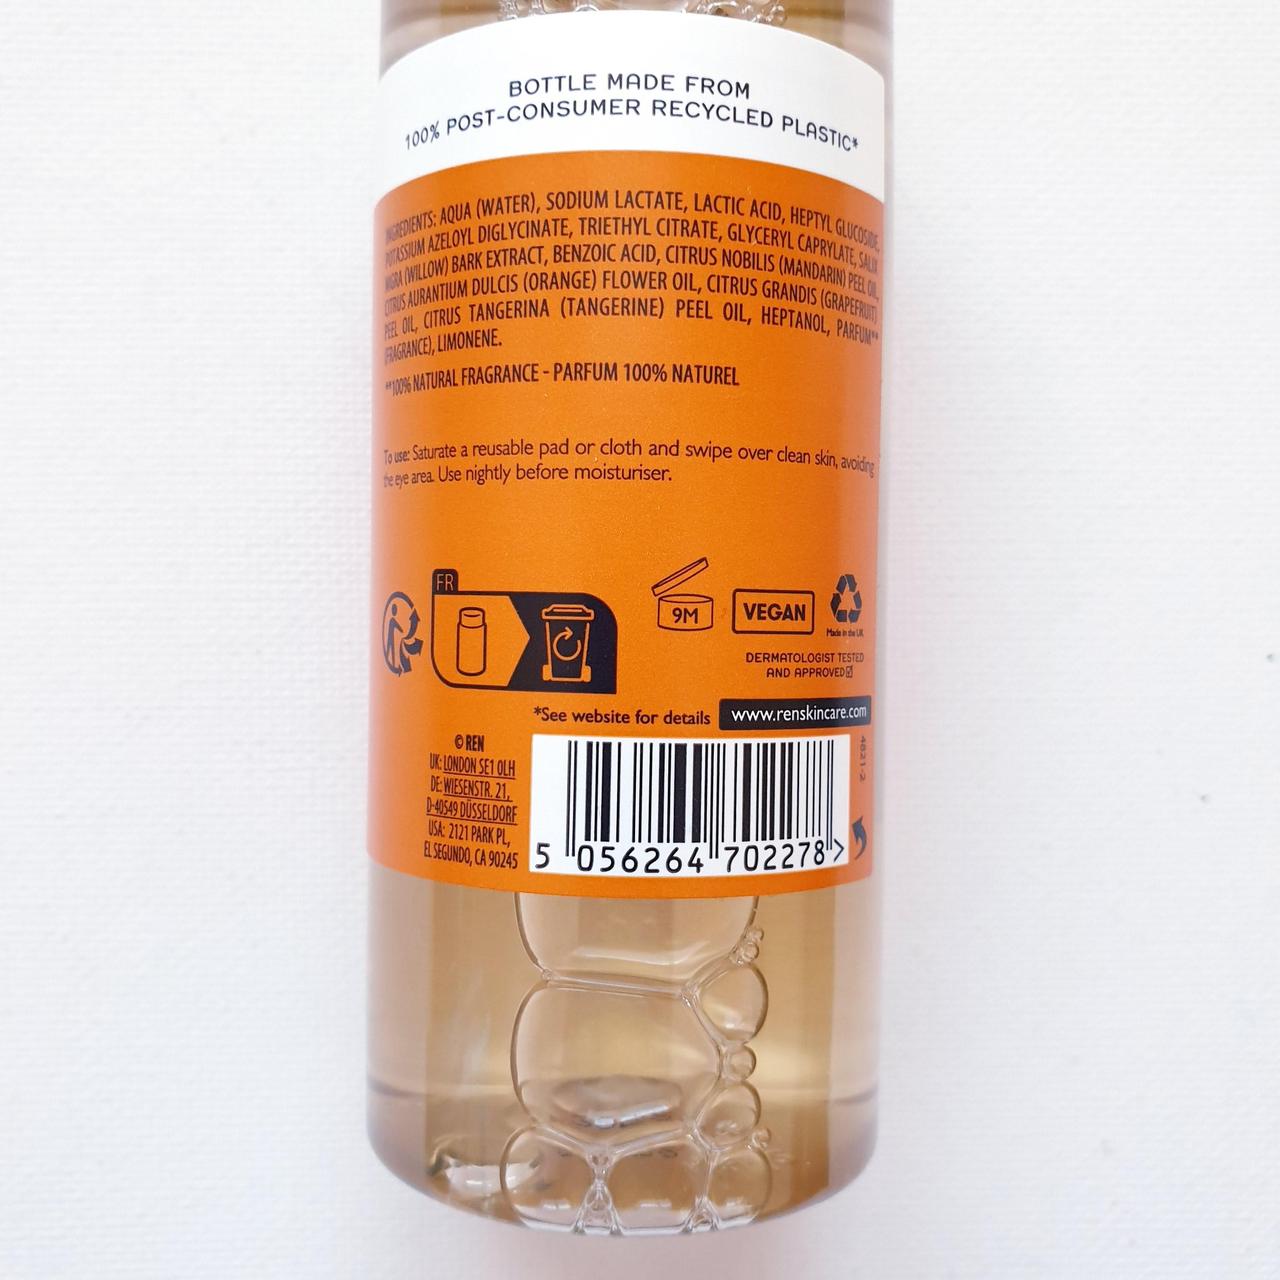 BOTTLE MADE FROM
100% POST-CONSUMER RECYCLED PLASTIC*
INGREDIENTS: AQUA (WATER), SODIUM LACTATE, LACTIC ACID, HEPTYL GLUCOSIDE,
POTASSIUM AZELOYL DIGLYCINATE, TRIETHYL CITRATE, GLYCERYL CAPRYLATE, SALIX
NIGRA (WILLOW) BARK EXTRACT, BENZOIC ACID, CITRUS NOBILIS (MANDARIN) PEEL OIL,
CITRUS AURANTIUM DULCIS (ORANGE) FLOWER OIL, CITRUS GRANDIS (GRAPEFRUIT)
PEEL OIL, CITRUS TANGERINA (TANGERINE) PEEL OIL, HEPTANOL, PARFUM**
(FRAGRANCE), LIMONENE.
**100% NATURAL FRAGRANCE - PARFUM 100% NATUREL
To use: Saturate a reusable pad or cloth and swipe over clean skin, avoiding
the eye area. Use nightly before moisturiser.
FR
9M
VEGAN
Made in the UK
DERMATOLOGIST TESTED
AND APPROVED
*See website for details
www.renskincare.com
© REN
UK: LONDON SE1 0LH
DE: WIESENSTR. 21,
D-40549 DÜSSELDORF
USA: 2121 PARK PL,
EL SEGUNDO, CA 90245
4821-2
5 056264 702278 >